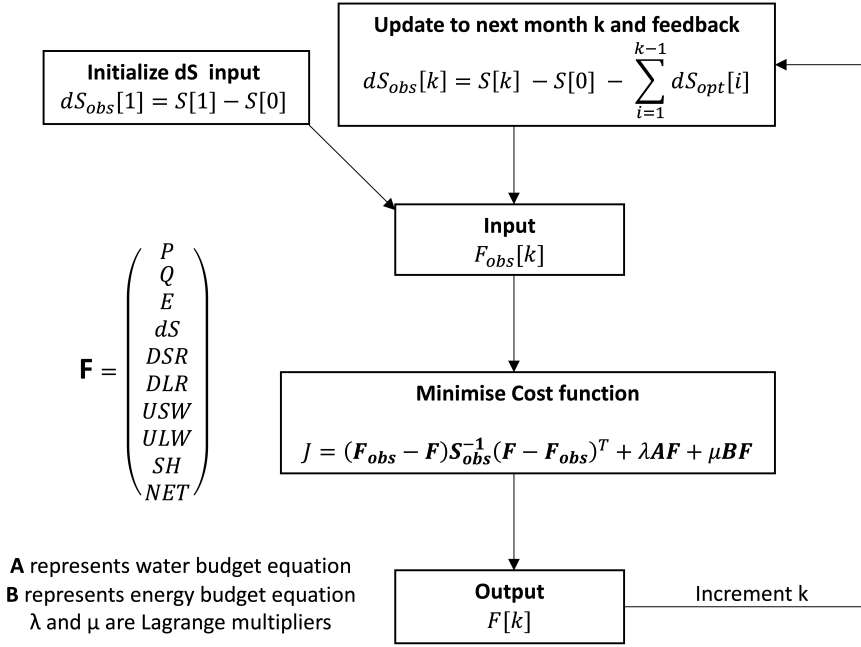 Update to next month k and feedback
dS_obs[k] = S[k] − S[0] − ∑_{i=1}^{k−1} dS_opt[i]
Initialize dS input
dS_obs[1] = S[1] − S[0]
Input
F_obs[k]
F = (
P
Q
E
dS
DSR
DLR
USW
ULW
SH
NET
)
Minimise Cost function
J = (F_obs − F)S_obs^{−1}(F − F_obs)^T + λAF + μBF
A represents water budget equation
B represents energy budget equation
λ and μ are Lagrange multipliers
Output
F[k]
Increment k